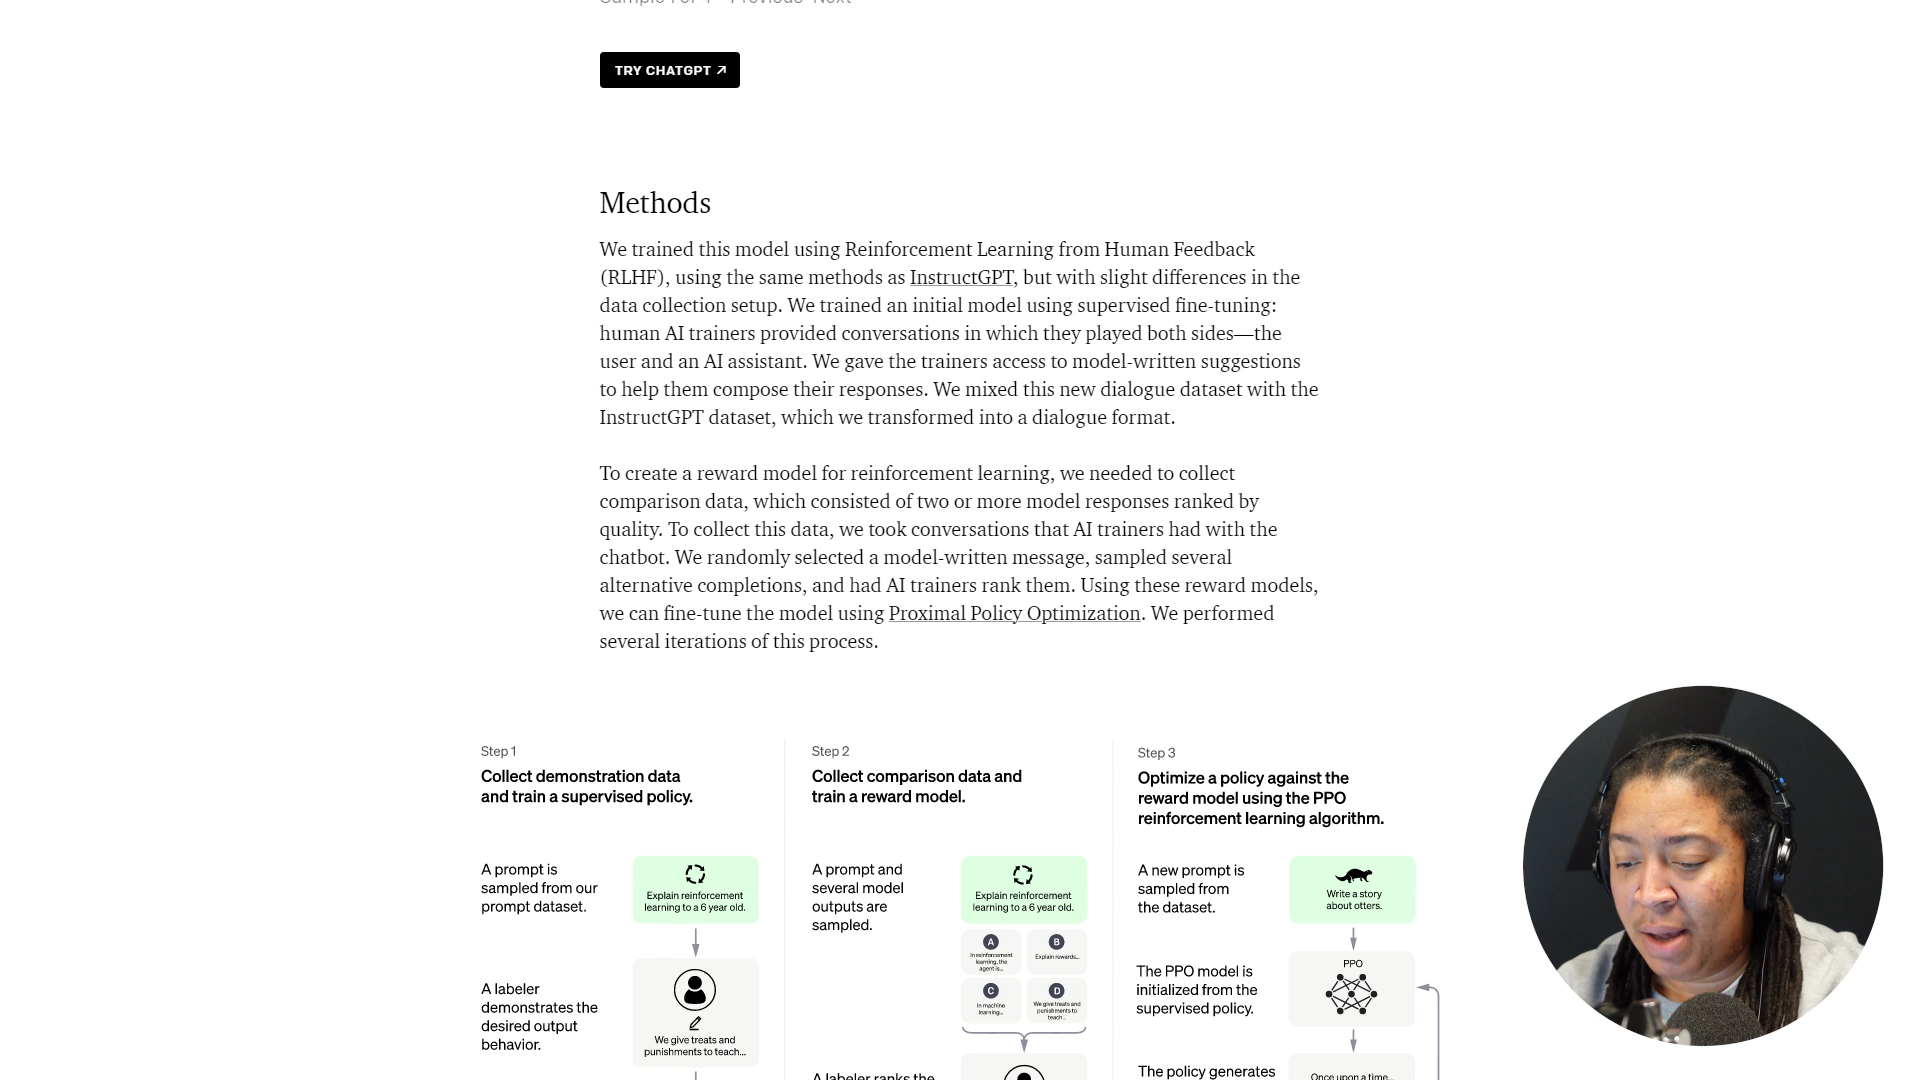 TRY CHATGPT ↗
Methods
We trained this model using Reinforcement Learning from Human Feedback
(RLHF), using the same methods as InstructGPT, but with slight differences in the
data collection setup. We trained an initial model using supervised fine-tuning:
human AI trainers provided conversations in which they played both sides—the
user and an AI assistant. We gave the trainers access to model-written suggestions
to help them compose their responses. We mixed this new dialogue dataset with the
InstructGPT dataset, which we transformed into a dialogue format.
To create a reward model for reinforcement learning, we needed to collect
comparison data, which consisted of two or more model responses ranked by
quality. To collect this data, we took conversations that AI trainers had with the
chatbot. We randomly selected a model-written message, sampled several
alternative completions, and had AI trainers rank them. Using these reward models,
we can fine-tune the model using Proximal Policy Optimization. We performed
several iterations of this process.
Step 1
Collect demonstration data
and train a supervised policy.
A prompt is
sampled from our
prompt dataset.
Explain reinforcement
learning to a 6 year old.
A labeler
demonstrates the
desired output
behavior.
We give treats and
punishments to teach...
Step 2
Collect comparison data and
train a reward model.
A prompt and
several model
outputs are
sampled.
Explain reinforcement
learning to a 6 year old.
A
In reinforcement
learning, the
agent is...
B
Explain rewards...
C
In machine
learning...
D
We give treats and
punishments to
teach...
A labeler ranks the
Step 3
Optimize a policy against the
reward model using the PPO
reinforcement learning algorithm.
A new prompt is
sampled from
the dataset.
Write a story
about otters.
The PPO model is
initialized from the
supervised policy.
PPO
The policy generates
Once upon a time...